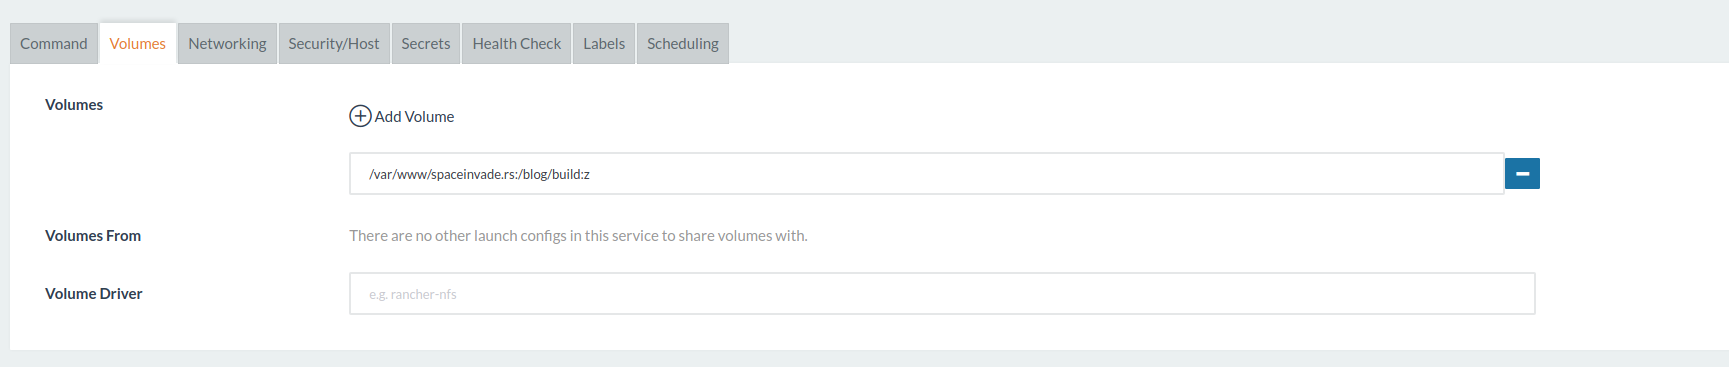 Command Volumes Networking Security/Host Secrets Health Check Labels Scheduling
Volumes
Add Volume
/var/www/spaceinvade.rs:/blog/build:z
Volumes From There are no other launch configs in this service to share volumes with.
Volume Driver e.g. rancher-nfs